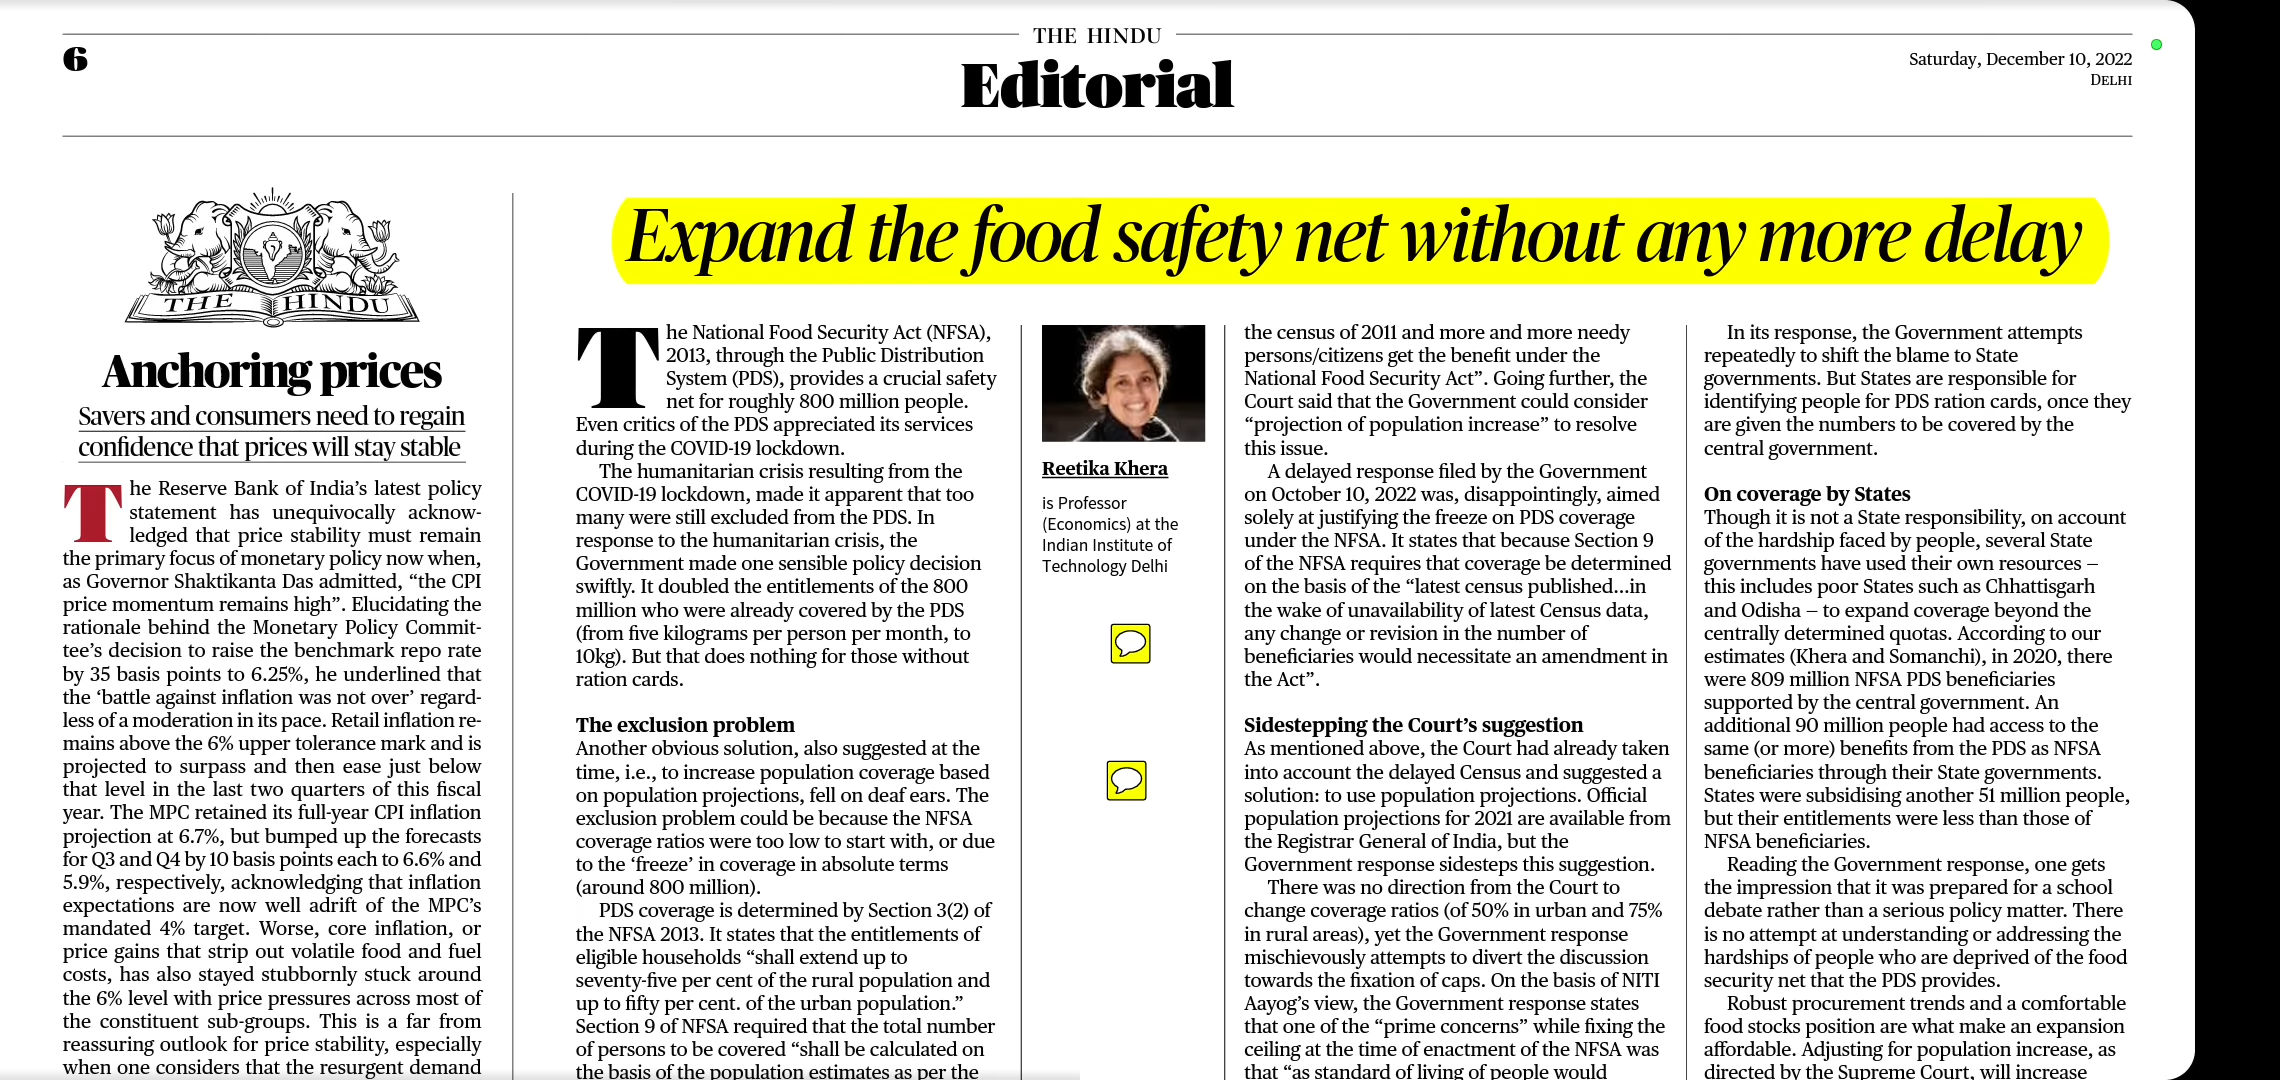 THE HINDU
6
Editorial
Saturday, December 10, 2022
DELHI
THE HINDU
Anchoring prices
Savers and consumers need to regain
confidence that prices will stay stable
The Reserve Bank of India's latest policy
statement has unequivocally acknow-
ledged that price stability must remain
the primary focus of monetary policy now when,
as Governor Shaktikanta Das admitted, “the CPI
price momentum remains high”. Elucidating the
rationale behind the Monetary Policy Commit-
tee's decision to raise the benchmark repo rate
by 35 basis points to 6.25%, he underlined that
the ‘battle against inflation was not over’ regard-
less of a moderation in its pace. Retail inflation re-
mains above the 6% upper tolerance mark and is
projected to surpass and then ease just below
that level in the last two quarters of this fiscal
year. The MPC retained its full-year CPI inflation
projection at 6.7%, but bumped up the forecasts
for Q3 and Q4 by 10 basis points each to 6.6% and
5.9%, respectively, acknowledging that inflation
expectations are now well adrift of the MPC's
mandated 4% target. Worse, core inflation, or
price gains that strip out volatile food and fuel
costs, has also stayed stubbornly stuck around
the 6% level with price pressures across most of
the constituent sub-groups. This is a far from
reassuring outlook for price stability, especially
when one considers that the resurgent demand
Expand the food safety net without any more delay
The National Food Security Act (NFSA),
2013, through the Public Distribution
System (PDS), provides a crucial safety
net for roughly 800 million people.
Even critics of the PDS appreciated its services
during the COVID-19 lockdown.
The humanitarian crisis resulting from the
COVID-19 lockdown, made it apparent that too
many were still excluded from the PDS. In
response to the humanitarian crisis, the
Government made one sensible policy decision
swiftly. It doubled the entitlements of the 800
million who were already covered by the PDS
(from five kilograms per person per month, to
10kg). But that does nothing for those without
ration cards.
The exclusion problem
Another obvious solution, also suggested at the
time, i.e., to increase population coverage based
on population projections, fell on deaf ears. The
exclusion problem could be because the NFSA
coverage ratios were too low to start with, or due
to the ‘freeze’ in coverage in absolute terms
(around 800 million).
PDS coverage is determined by Section 3(2) of
the NFSA 2013. It states that the entitlements of
eligible households “shall extend up to
seventy-five per cent of the rural population and
up to fifty per cent. of the urban population.”
Section 9 of NFSA required that the total number
of persons to be covered “shall be calculated on
the basis of the population estimates as per the
Reetika Khera
is Professor
(Economics) at the
Indian Institute of
Technology Delhi
the census of 2011 and more and more needy
persons/citizens get the benefit under the
National Food Security Act”. Going further, the
Court said that the Government could consider
“projection of population increase” to resolve
this issue.
A delayed response filed by the Government
on October 10, 2022 was, disappointingly, aimed
solely at justifying the freeze on PDS coverage
under the NFSA. It states that because Section 9
of the NFSA requires that coverage be determined
on the basis of the “latest census published...in
the wake of unavailability of latest Census data,
any change or revision in the number of
beneficiaries would necessitate an amendment in
the Act”.
Sidestepping the Court's suggestion
As mentioned above, the Court had already taken
into account the delayed Census and suggested a
solution: to use population projections. Official
population projections for 2021 are available from
the Registrar General of India, but the
Government response sidesteps this suggestion.
There was no direction from the Court to
change coverage ratios (of 50% in urban and 75%
in rural areas), yet the Government response
mischievously attempts to divert the discussion
towards the fixation of caps. On the basis of NITI
Aayog's view, the Government response states
that one of the “prime concerns” while fixing the
ceiling at the time of enactment of the NFSA was
that “as standard of living of people would
In its response, the Government attempts
repeatedly to shift the blame to State
governments. But States are responsible for
identifying people for PDS ration cards, once they
are given the numbers to be covered by the
central government.
On coverage by States
Though it is not a State responsibility, on account
of the hardship faced by people, several State
governments have used their own resources —
this includes poor States such as Chhattisgarh
and Odisha — to expand coverage beyond the
centrally determined quotas. According to our
estimates (Khera and Somanchi), in 2020, there
were 809 million NFSA PDS beneficiaries
supported by the central government. An
additional 90 million people had access to the
same (or more) benefits from the PDS as NFSA
beneficiaries through their State governments.
States were subsidising another 51 million people,
but their entitlements were less than those of
NFSA beneficiaries.
Reading the Government response, one gets
the impression that it was prepared for a school
debate rather than a serious policy matter. There
is no attempt at understanding or addressing the
hardships of people who are deprived of the food
security net that the PDS provides.
Robust procurement trends and a comfortable
food stocks position are what make an expansion
affordable. Adjusting for population increase, as
directed by the Supreme Court, will increase